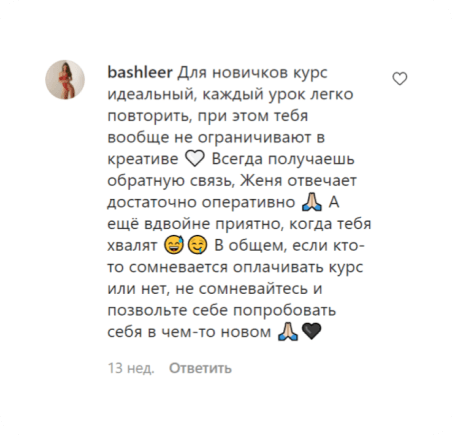 bashleer Для новичков курс
идеальный, каждый урок легко
повторить, при этом тебя
вообще не ограничивают в
креативе 🤍 Всегда получаешь
обратную связь, Женя отвечает
достаточно оперативно 🙏🏻 А
ещё вдвойне приятно, когда тебя
хвалят 😅🤤 В общем, если кто-
то сомневается оплачивать курс
или нет, не сомневайтесь и
позвольте себе попробовать
себя в чем-то новом 🙏🏻🖤
13 нед. Ответить